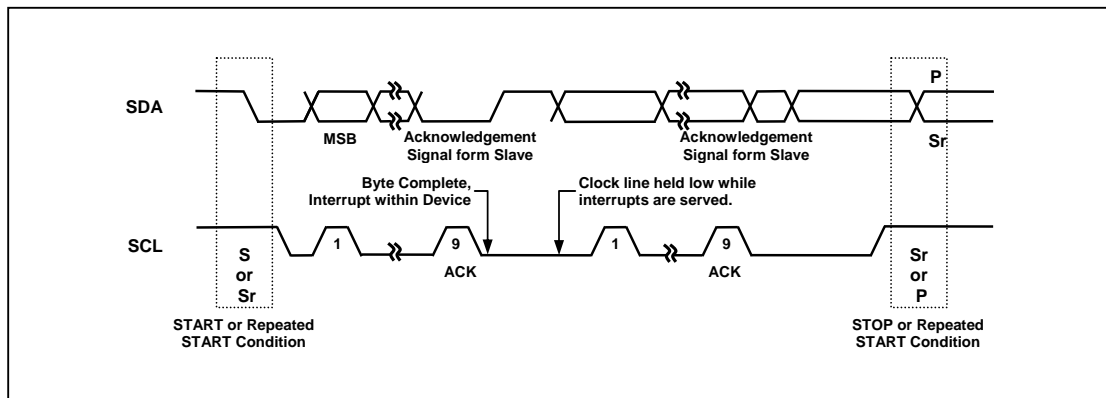 P
SDA
MSB
Acknowledgement
Signal form Slave
Acknowledgement
Signal form Slave
Sr
Byte Complete,
Interrupt within Device
Clock line held low while
interrupts are served.
SCL
S
or
Sr
1
9
ACK
1
9
ACK
Sr
or
P
START or Repeated
START Condition
STOP or Repeated
START Condition